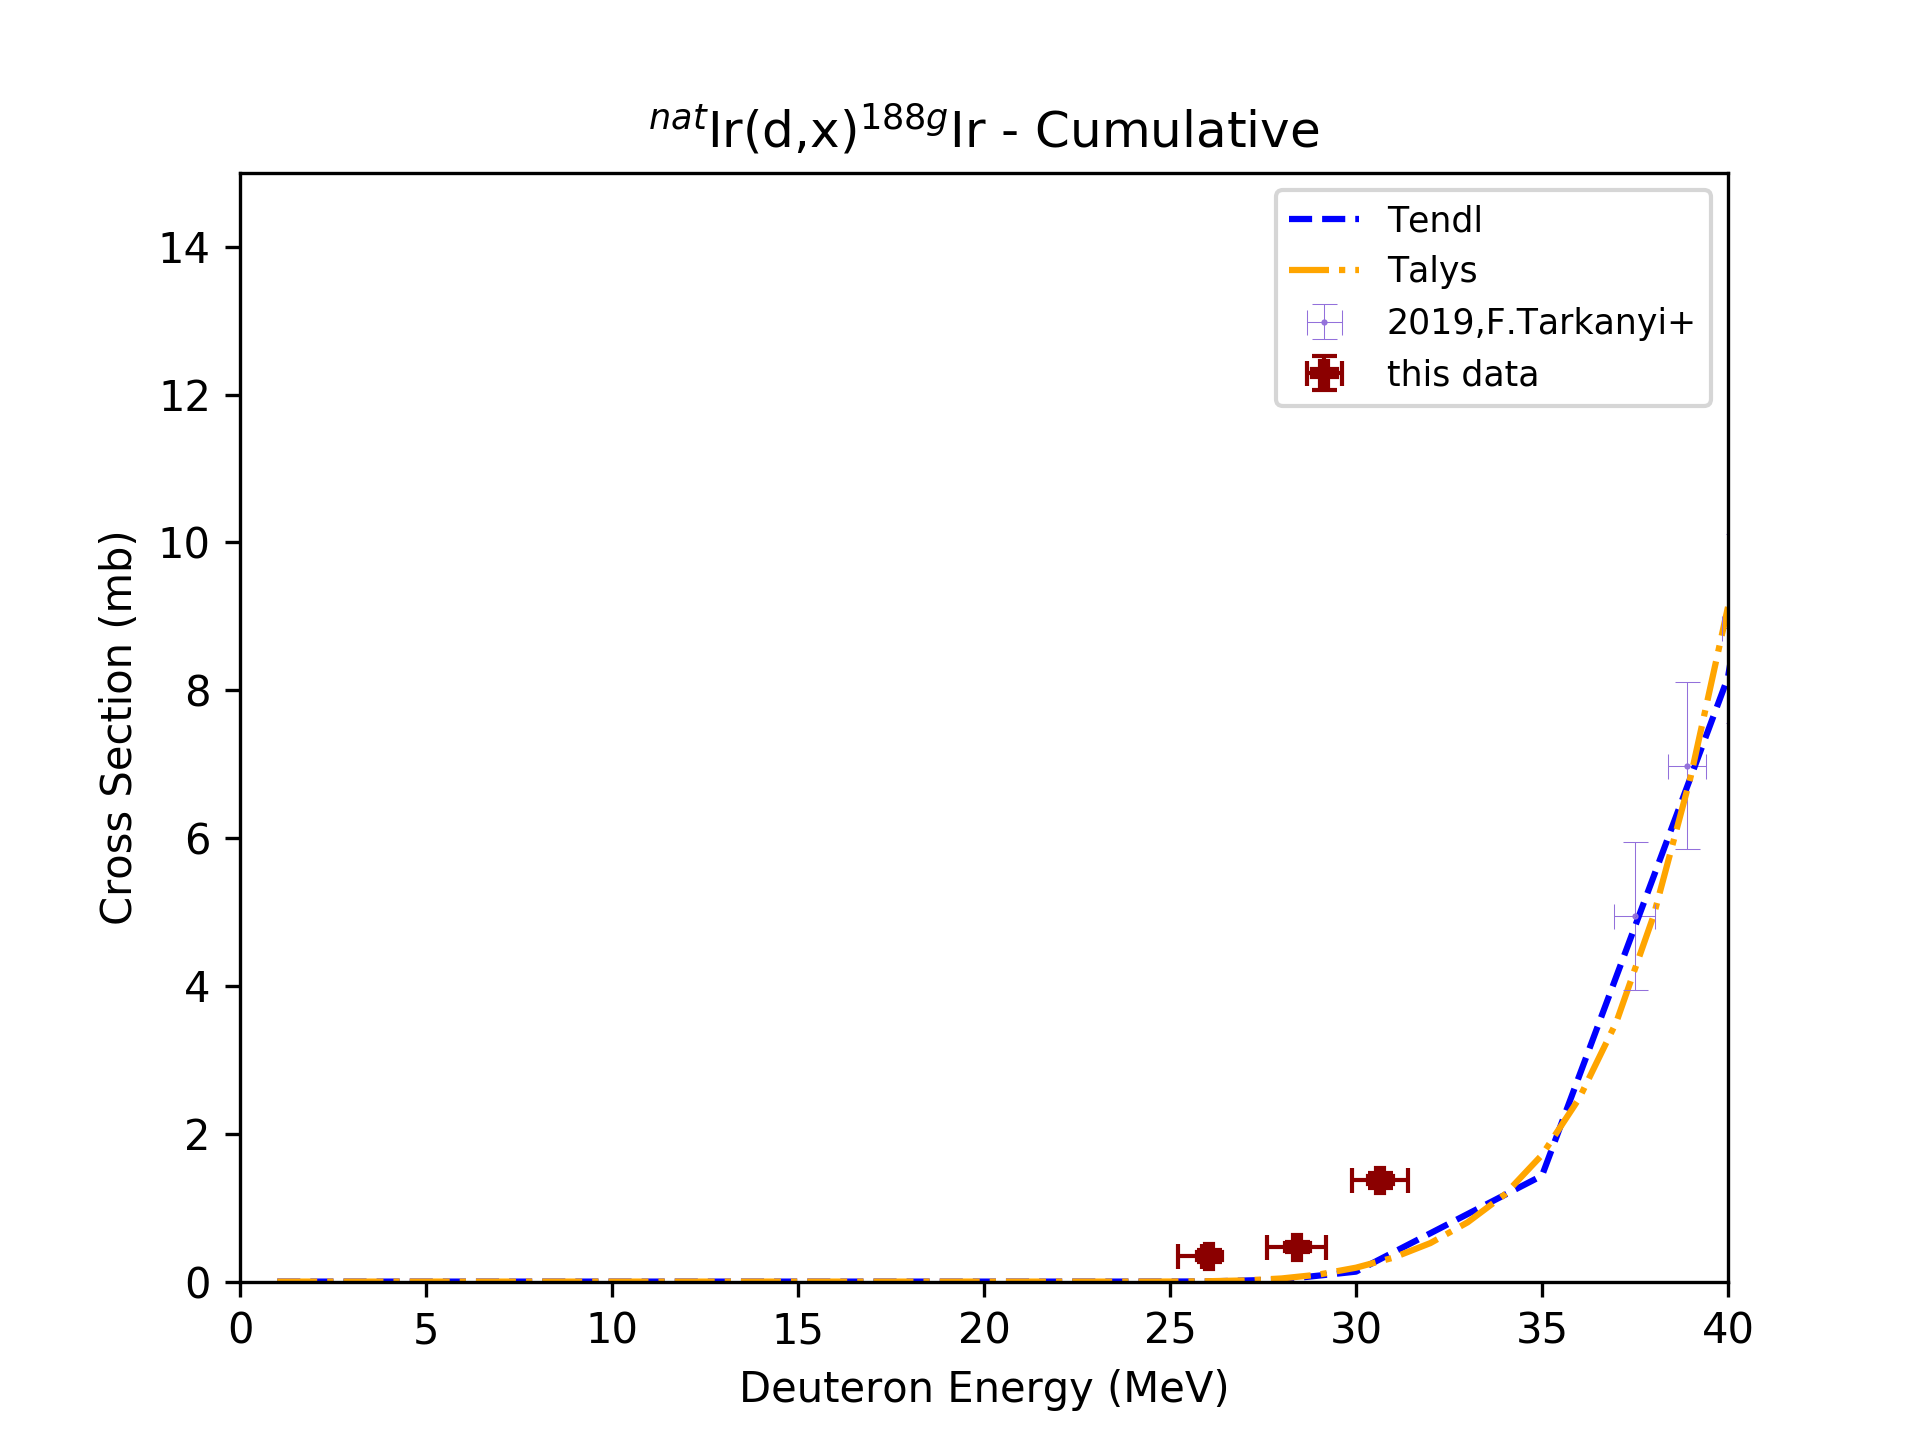 natIr(d,x)188gIr - Cumulative
Tendl
Talys
2019,F.Tarkanyi+
this data
14
12
10
8
6
4
2
0
Cross Section (mb)
0 5 10 15 20 25 30 35 40
Deuteron Energy (MeV)